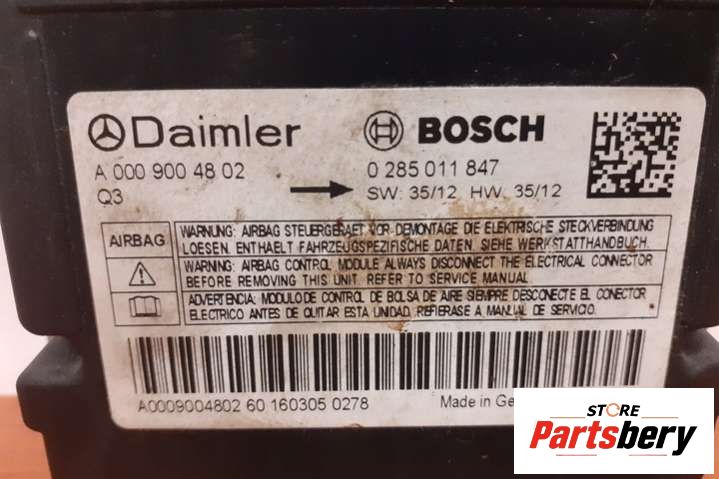 Daimler BOSCH
A 000 900 48 02 0 285 011 847
Q3 SW: 35/12 HW: 35/12
AIRBAG
WARNUNG: AIRBAG STEUERGERAET VOR DEMONTAGE DIE ELEKTRISCHE STECKVERBINDUNG
LOESEN. ENTHAELT FAHRZEUGSPEZIFISCHE DATEN. SIEHE WERKSTATTHANDBUCH.
WARNING: AIRBAG CONTROL MODULE ALWAYS DISCONNECT THE ELECTRICAL CONNECTOR
BEFORE REMOVING THIS UNIT. REFER TO SERVICE MANUAL
ADVERTENCIA: MODULO DE CONTROL DE BOLSA DE AIRE SIEMPRE DESCONECTE EL CONECTOR
ELECTRICO ANTES DE QUITAR ESTA UNIDAD. REFIERASE A MANUAL DE SERVICIO.
A0009004802 60 160305 0278 Made in Ge
STORE
Partsbery